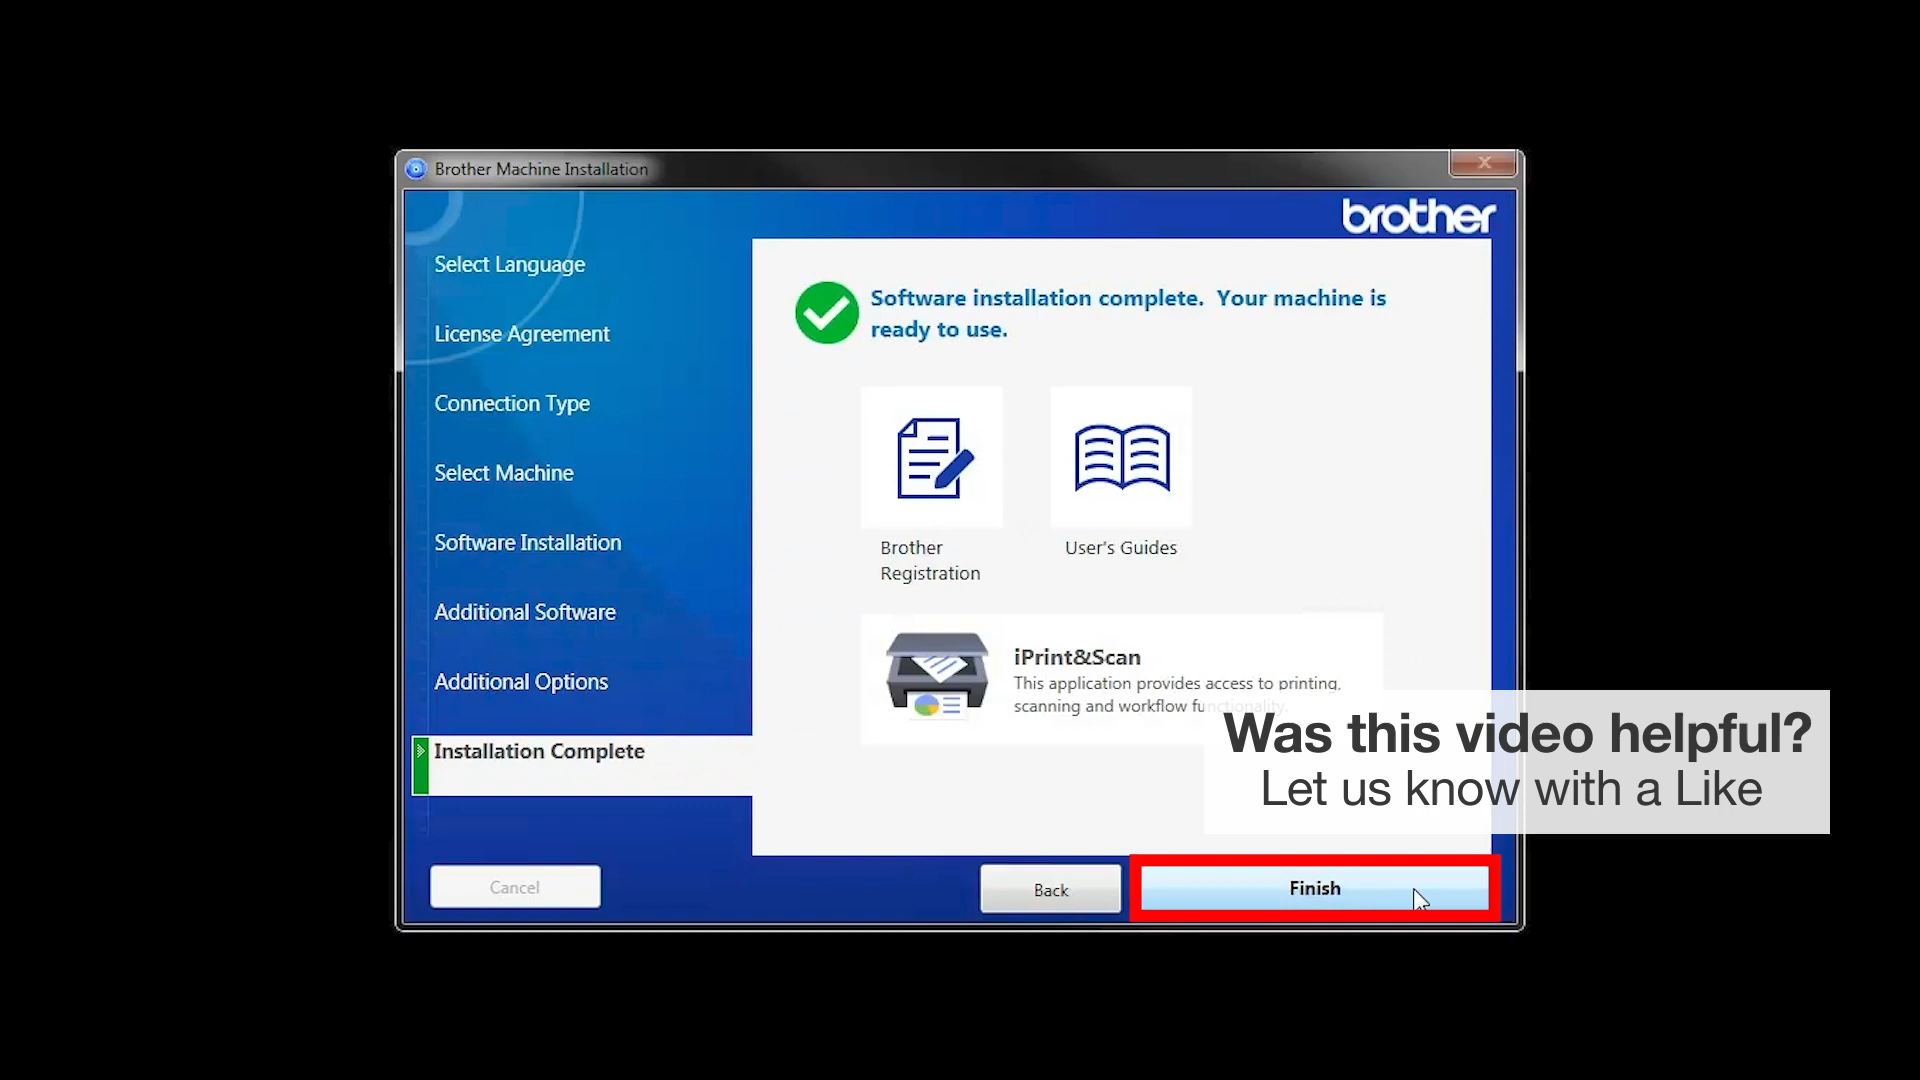 Brother Machine Installation
brother
Select Language
License Agreement
Connection Type
Select Machine
Software Installation
Additional Software
Additional Options
Installation Complete
Software installation complete. Your machine is
ready to use.
Brother
Registration
User's Guides
iPrint&Scan
This application provides access to printing,
scanning and workflow functionality.
Was this video helpful?
Let us know with a Like
Cancel
Back
Finish